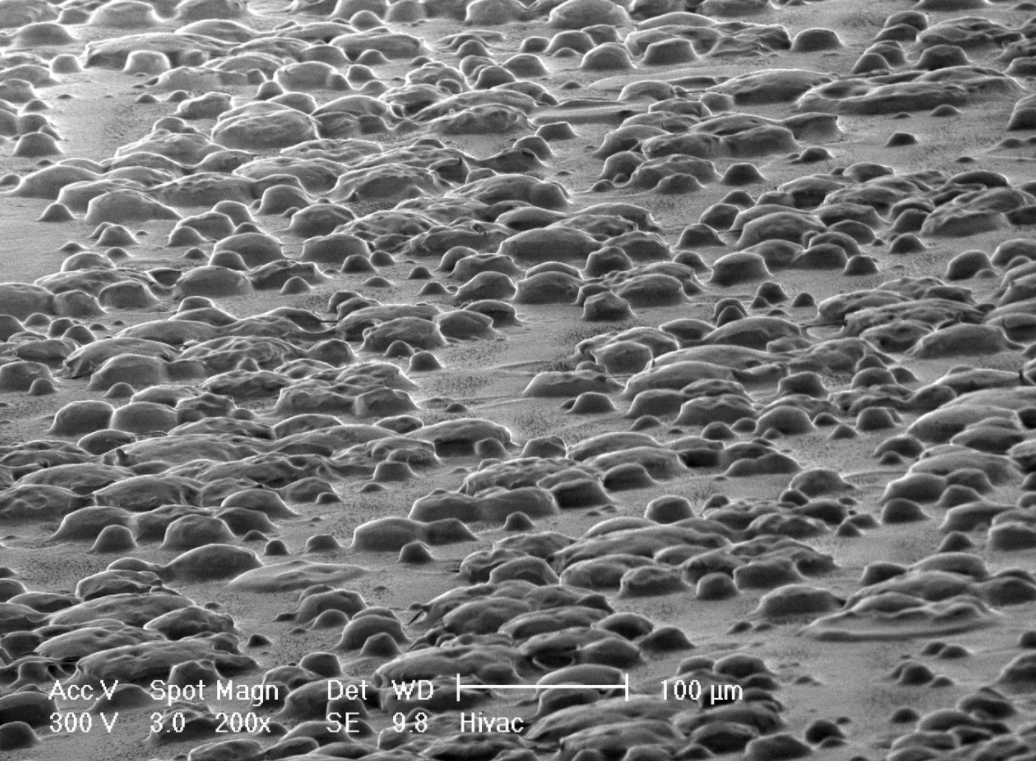 Acc.V Spot Magn Det WD 100 µm
300 V 3.0 200x SE 9.8 Hivac